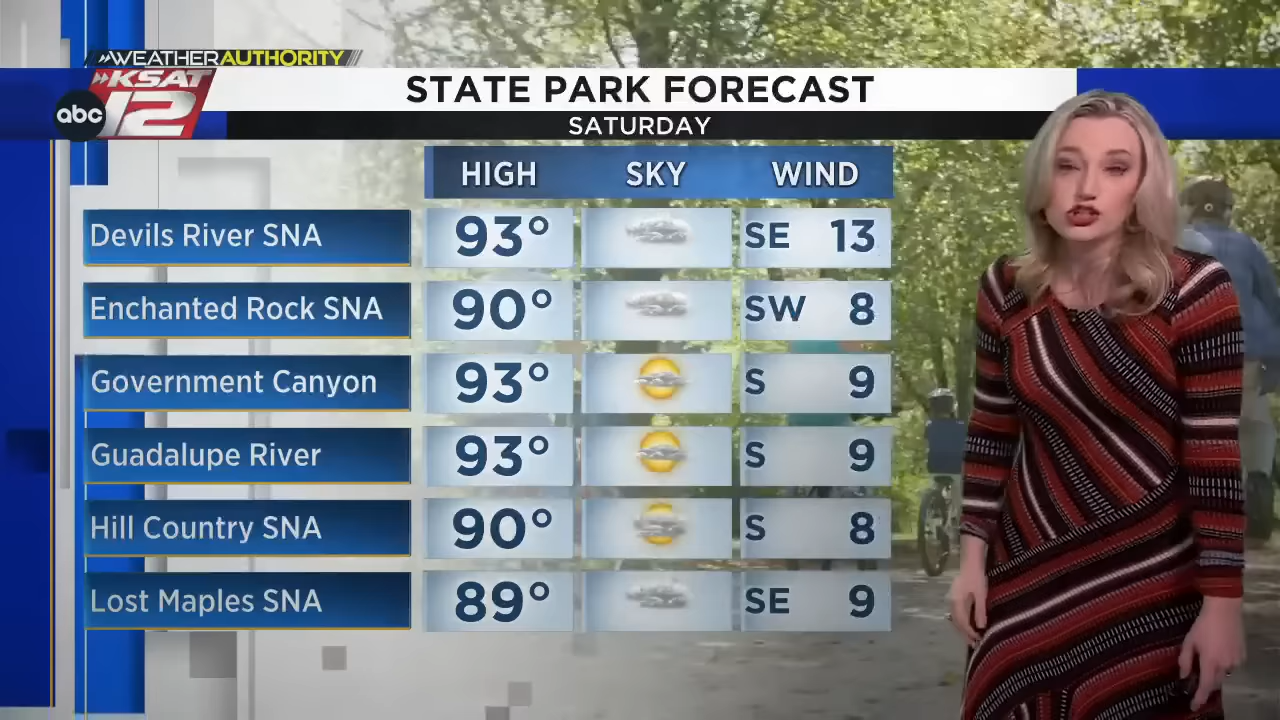 WEATHERAUTHORITY
KSAT
abc 12
STATE PARK FORECAST
SATURDAY
HIGH SKY WIND
Devils River SNA 93° SE 13
Enchanted Rock SNA 90° SW 8
Government Canyon 93° S 9
Guadalupe River 93° S 9
Hill Country SNA 90° S 8
Lost Maples SNA 89° SE 9